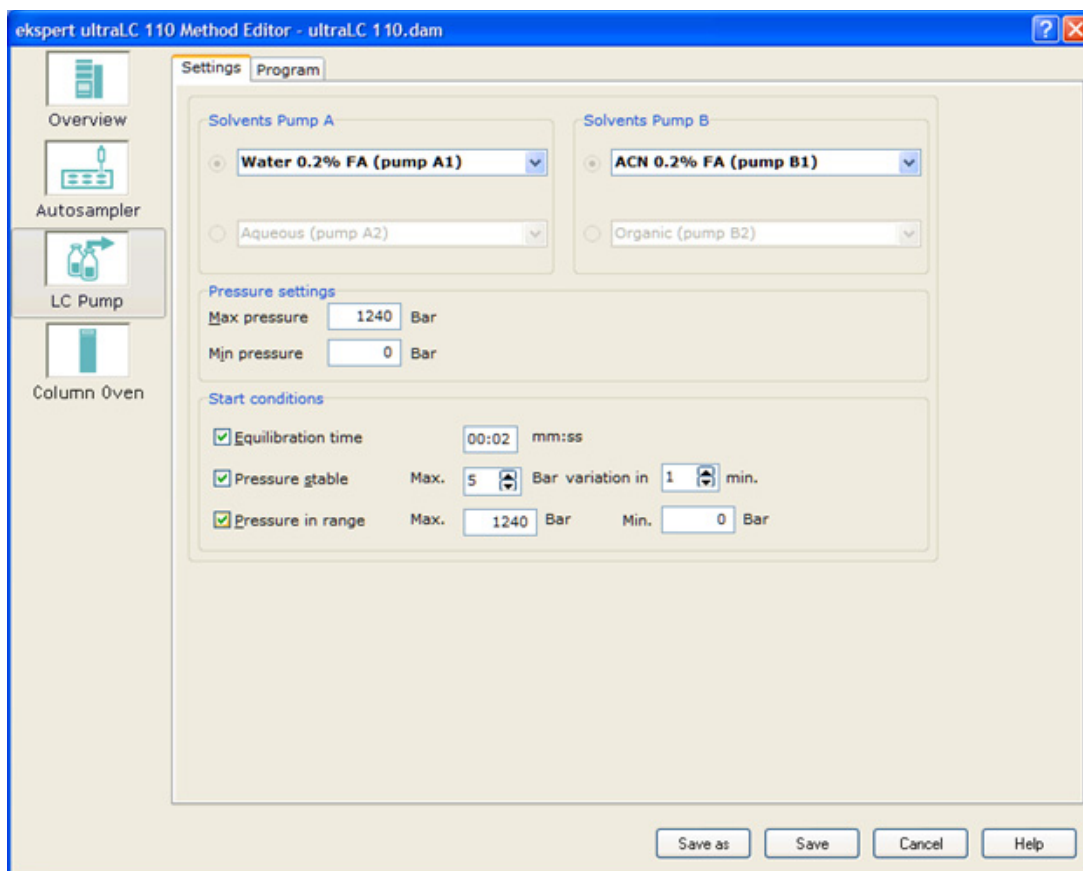 ekspert ultraLC 110 Method Editor - ultraLC 110.dam
Overview
Autosampler
LC Pump
Column Oven
Settings Program
Solvents Pump A
Water 0.2% FA (pump A1)
Aqueous (pump A2)
Solvents Pump B
ACN 0.2% FA (pump B1)
Organic (pump B2)
Pressure settings
Max pressure 1240 Bar
Min pressure 0 Bar
Start conditions
Equilibration time 00:02 mm:ss
Pressure stable Max. 5 Bar variation in 1 min.
Pressure in range Max. 1240 Bar Min. 0 Bar
Save as Save Cancel Help